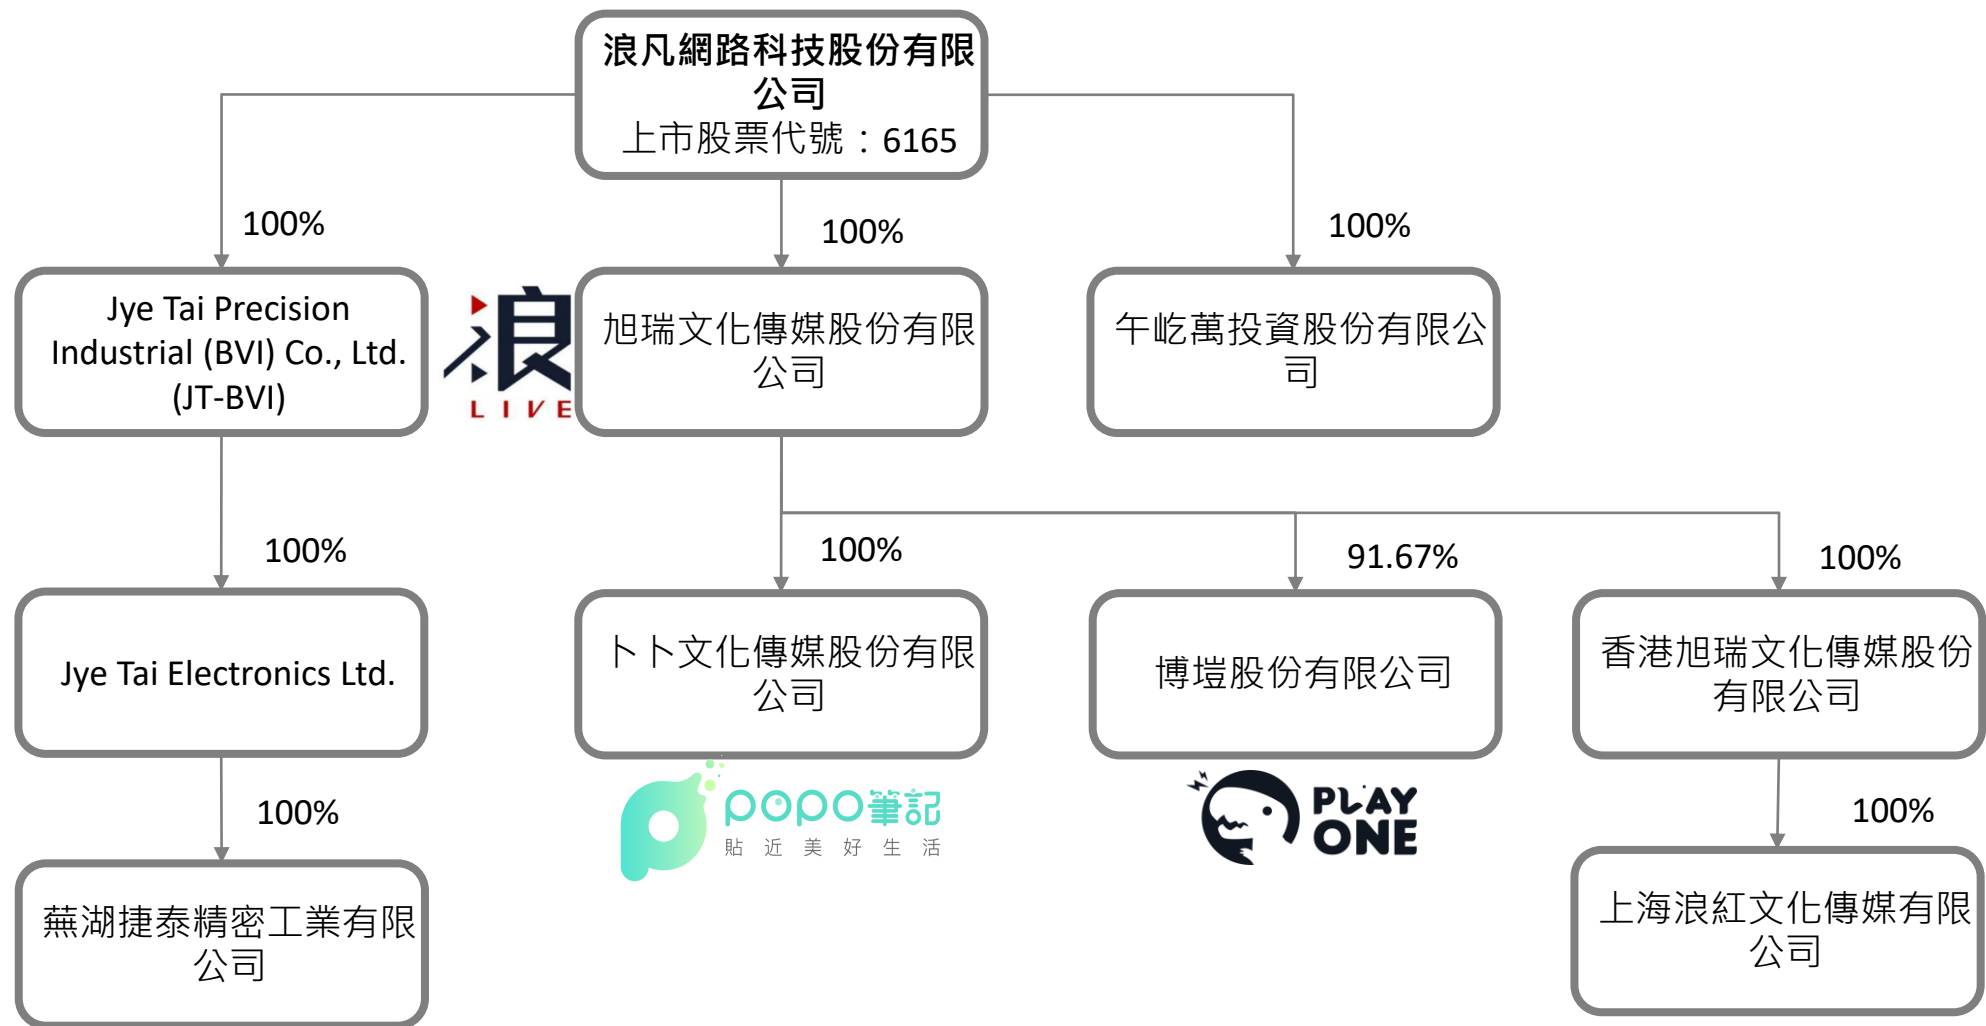 浪凡網路科技股份有限
公司
上市股票代號：6165
100%
100%
100%
Jye Tai Precision
Industrial (BVI) Co., Ltd.
(JT-BVI)
浪
LIVE
旭瑞文化傳媒股份有限
公司
午屹萬投資股份有限公
司
100%
100%
91.67%
100%
Jye Tai Electronics Ltd.
卜卜文化傳媒股份有限
公司
博塏股份有限公司
香港旭瑞文化傳媒股份
有限公司
100%
popo筆記
貼近美好生活
PLAY
ONE
100%
蕪湖捷泰精密工業有限
公司
上海浪紅文化傳媒有限
公司